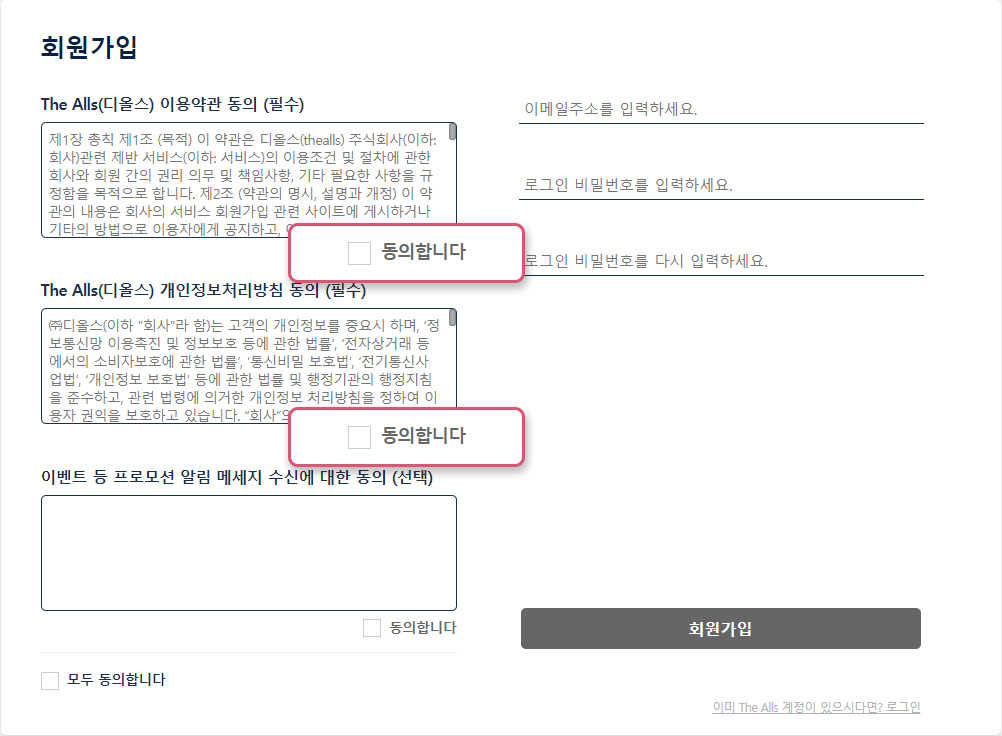 회원가입
The Alls(디올스) 이용약관 동의 (필수)
제1장 총칙 제1조 (목적) 이 약관은 디올스(thealls) 주식회사(이하:
회사)관련 제반 서비스(이하: 서비스)의 이용조건 및 절차에 관한
회사와 회원 간의 권리 의무 및 책임사항, 기타 필요한 사항을 규
정함을 목적으로 합니다. 제2조 (약관의 명시, 설명과 개정) 이 약
관의 내용은 회사의 서비스 회원가입 관련 사이트에 게시하거나
기타의 방법으로 이용자에게 공지하고,
동의합니다
The Alls(디올스) 개인정보처리방침 동의 (필수)
㈜디올스(이하 "회사"라 함)는 고객의 개인정보를 중요시 하며, ‘정
보통신망 이용촉진 및 정보보호 등에 관한 법률’, ‘전자상거래 등
에서의 소비자보호에 관한 법률’, ‘통신비밀 보호법’, ‘전기통신사
업법’, ‘개인정보 보호법’ 등에 관한 법률 및 행정기관의 행정지침
을 준수하고, 관련 법령에 의거한 개인정보 처리방침을 정하여 이
용자 권익을 보호하고 있습니다. “회사”으
동의합니다
이벤트 등 프로모션 알림 메세지 수신에 대한 동의 (선택)
동의합니다
모두 동의합니다
이메일주소를 입력하세요.
로그인 비밀번호를 입력하세요.
로그인 비밀번호를 다시 입력하세요.
회원가입
이미 The Alls 계정이 있으시다면? 로그인